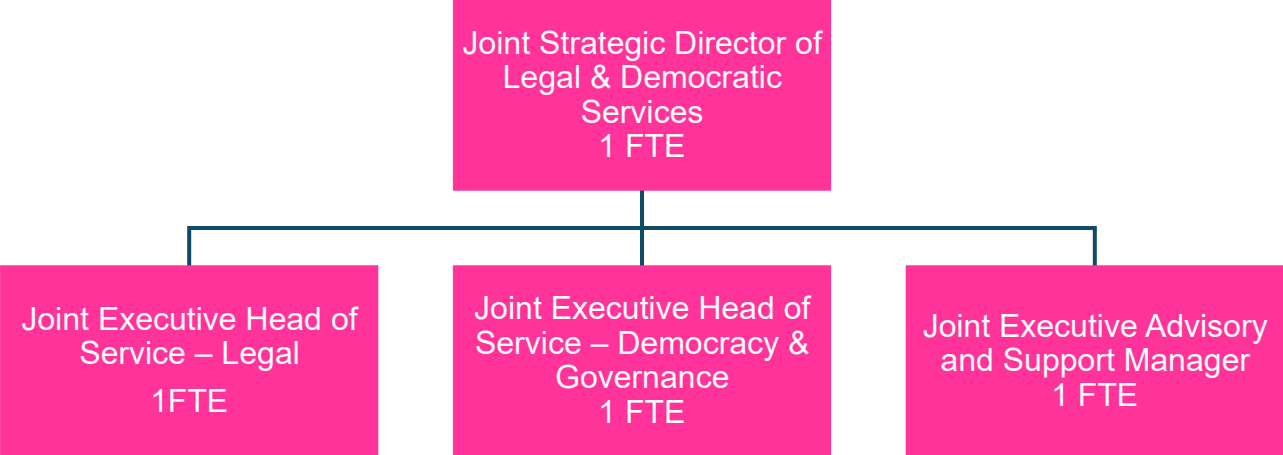 Joint Strategic Director of
Legal & Democratic
Services
1 FTE
Joint Executive Head of
Service – Legal
1FTE
Joint Executive Head of
Service – Democracy &
Governance
1 FTE
Joint Executive Advisory
and Support Manager
1 FTE